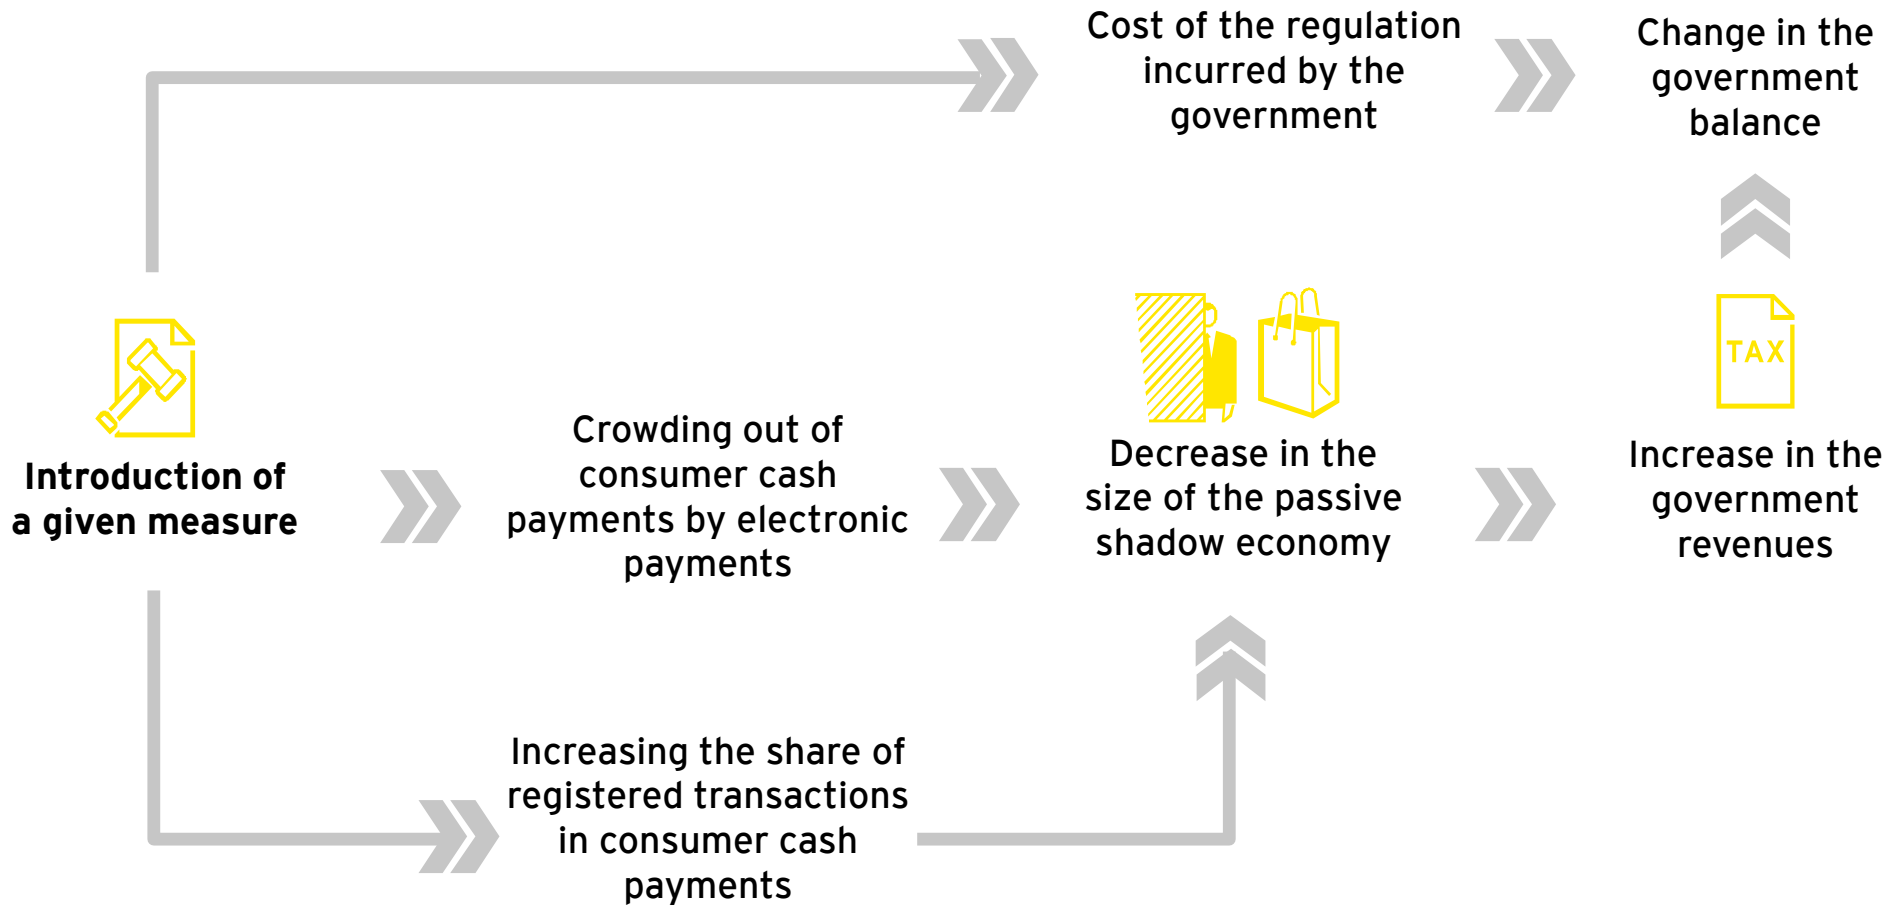 Cost of the regulation
incurred by the
government
Change in the
government
balance
Introduction of
a given measure
Crowding out of
consumer cash
payments by electronic
payments
Decrease in the
size of the passive
shadow economy
TAX
Increase in the
government
revenues
Increasing the share of
registered transactions
in consumer cash
payments